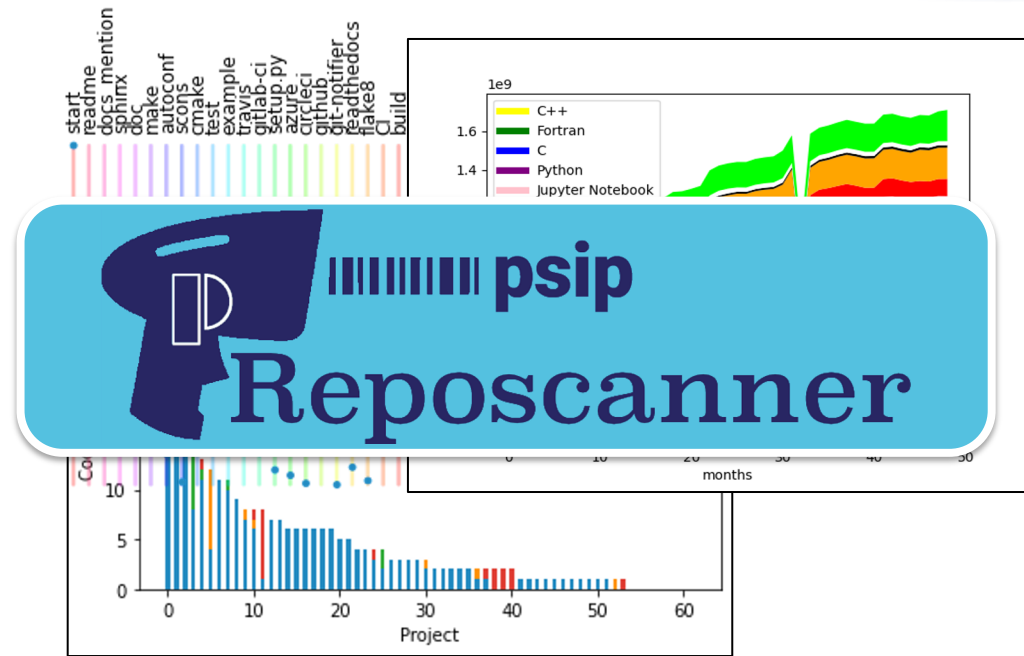 start
readme
docs_mention
sphinx
doc
make
autoconf
scons
cmake
test
example
travis
gitlab-ci
setup.py
azure
circleci
github
git-notifier
readthedocs
flake8
CI
build
1e9
C++
Fortran
C
Python
Jupyter Notebook
1.6
1.4
psip
Reposcanner
0 10 20 30 40 50
months
10
5
0
0 10 20 30 40 50 60
Project